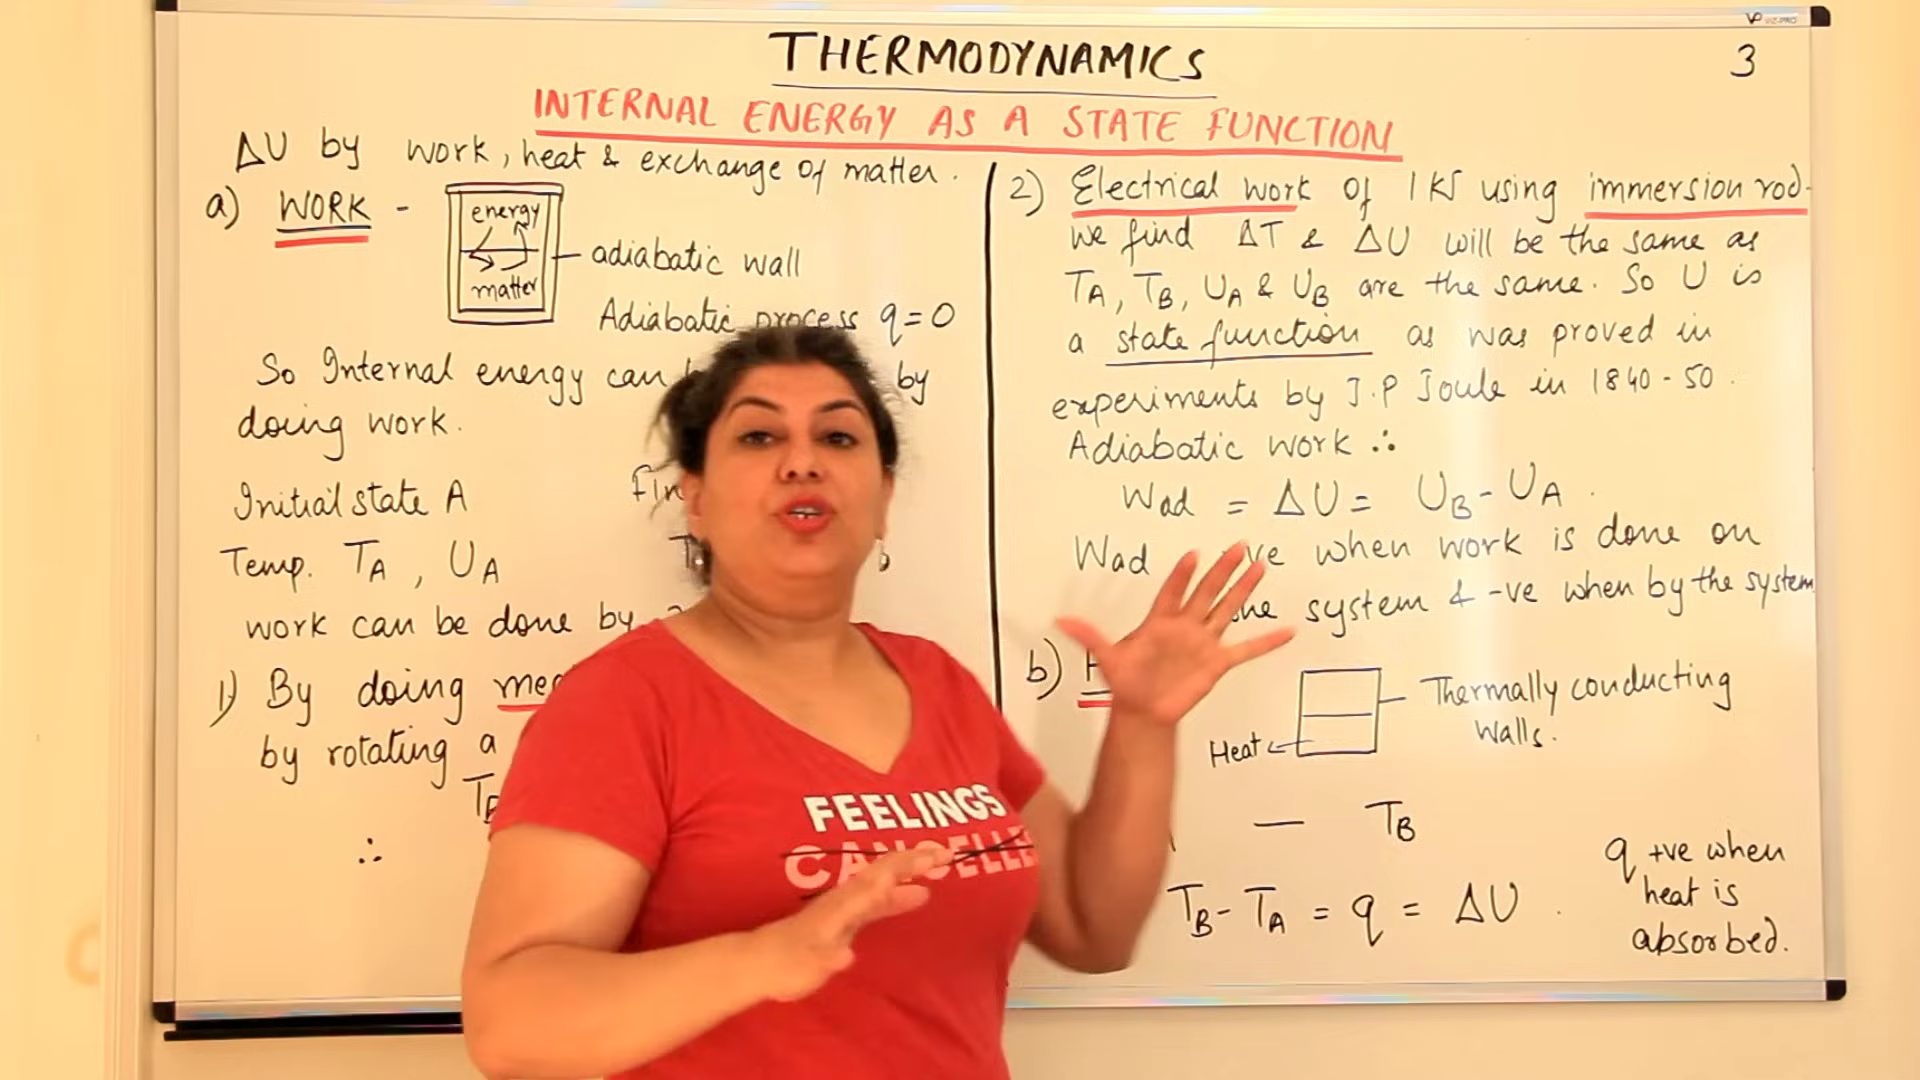 THERMODYNAMICS
3
INTERNAL ENERGY AS A STATE FUNCTION
ΔU by work, heat & exchange of matter.
a) WORK -
energy
matter
adiabatic wall
Adiabatic process q = 0
So Internal energy can by
doing work.
Initial state A
Temp. TA , UA
work can be done by
1) By doing
by rotating a
∴
2) Electrical work of 1 KJ using immersion rod.
we find ΔT & ΔU will be the same as
TA, TB, UA & UB are the same. So U is
a state function as was proved in
experiments by J.P Joule in 1840-50.
Adiabatic work ∴
Wad = ΔU = UB - UA .
Wad when work is done on
system & -ve when by the system
b)
Thermally conducting
walls.
Heat
— TB
TB - TA = q = ΔU .
q +ve when
heat is
absorbed.
FEELINGS
VIZ-PRO